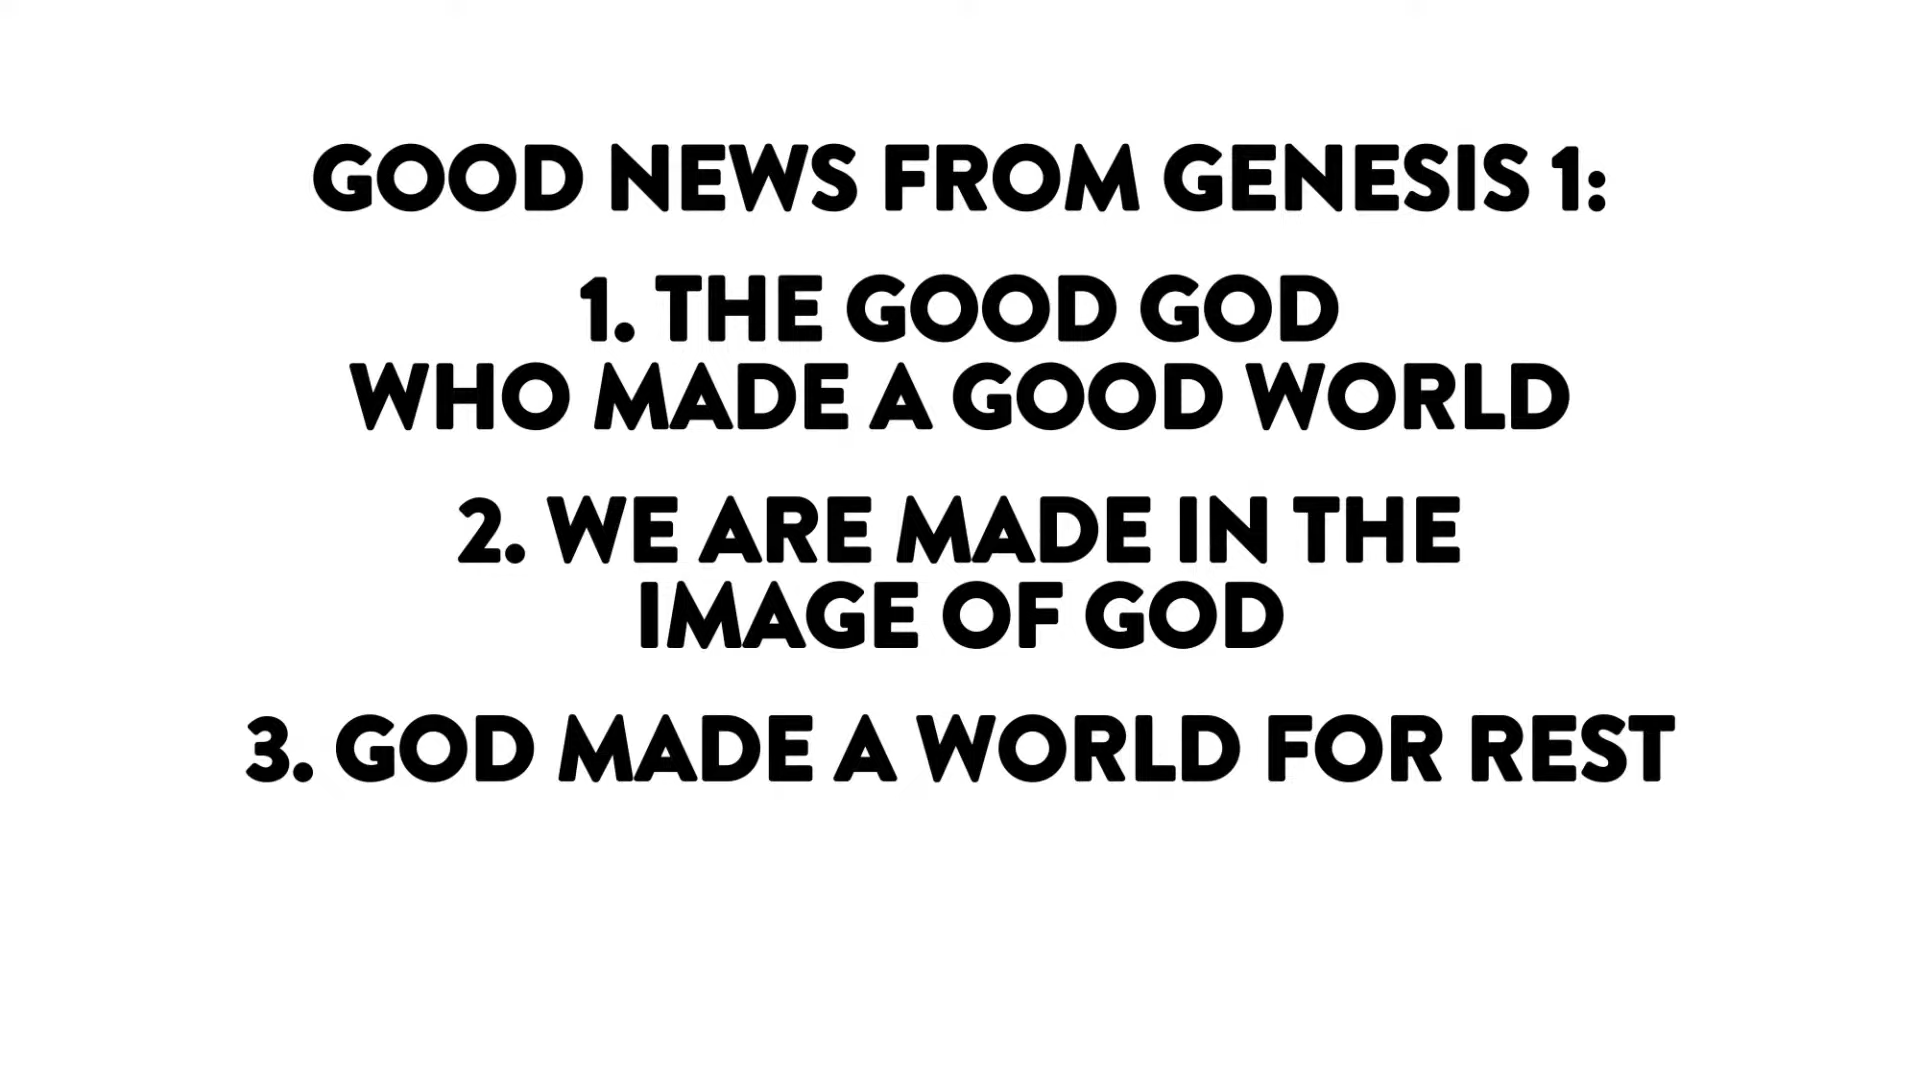 GOOD NEWS FROM GENESIS 1:
1. THE GOOD GOD
WHO MADE A GOOD WORLD
2. WE ARE MADE IN THE
IMAGE OF GOD
3. GOD MADE A WORLD FOR REST